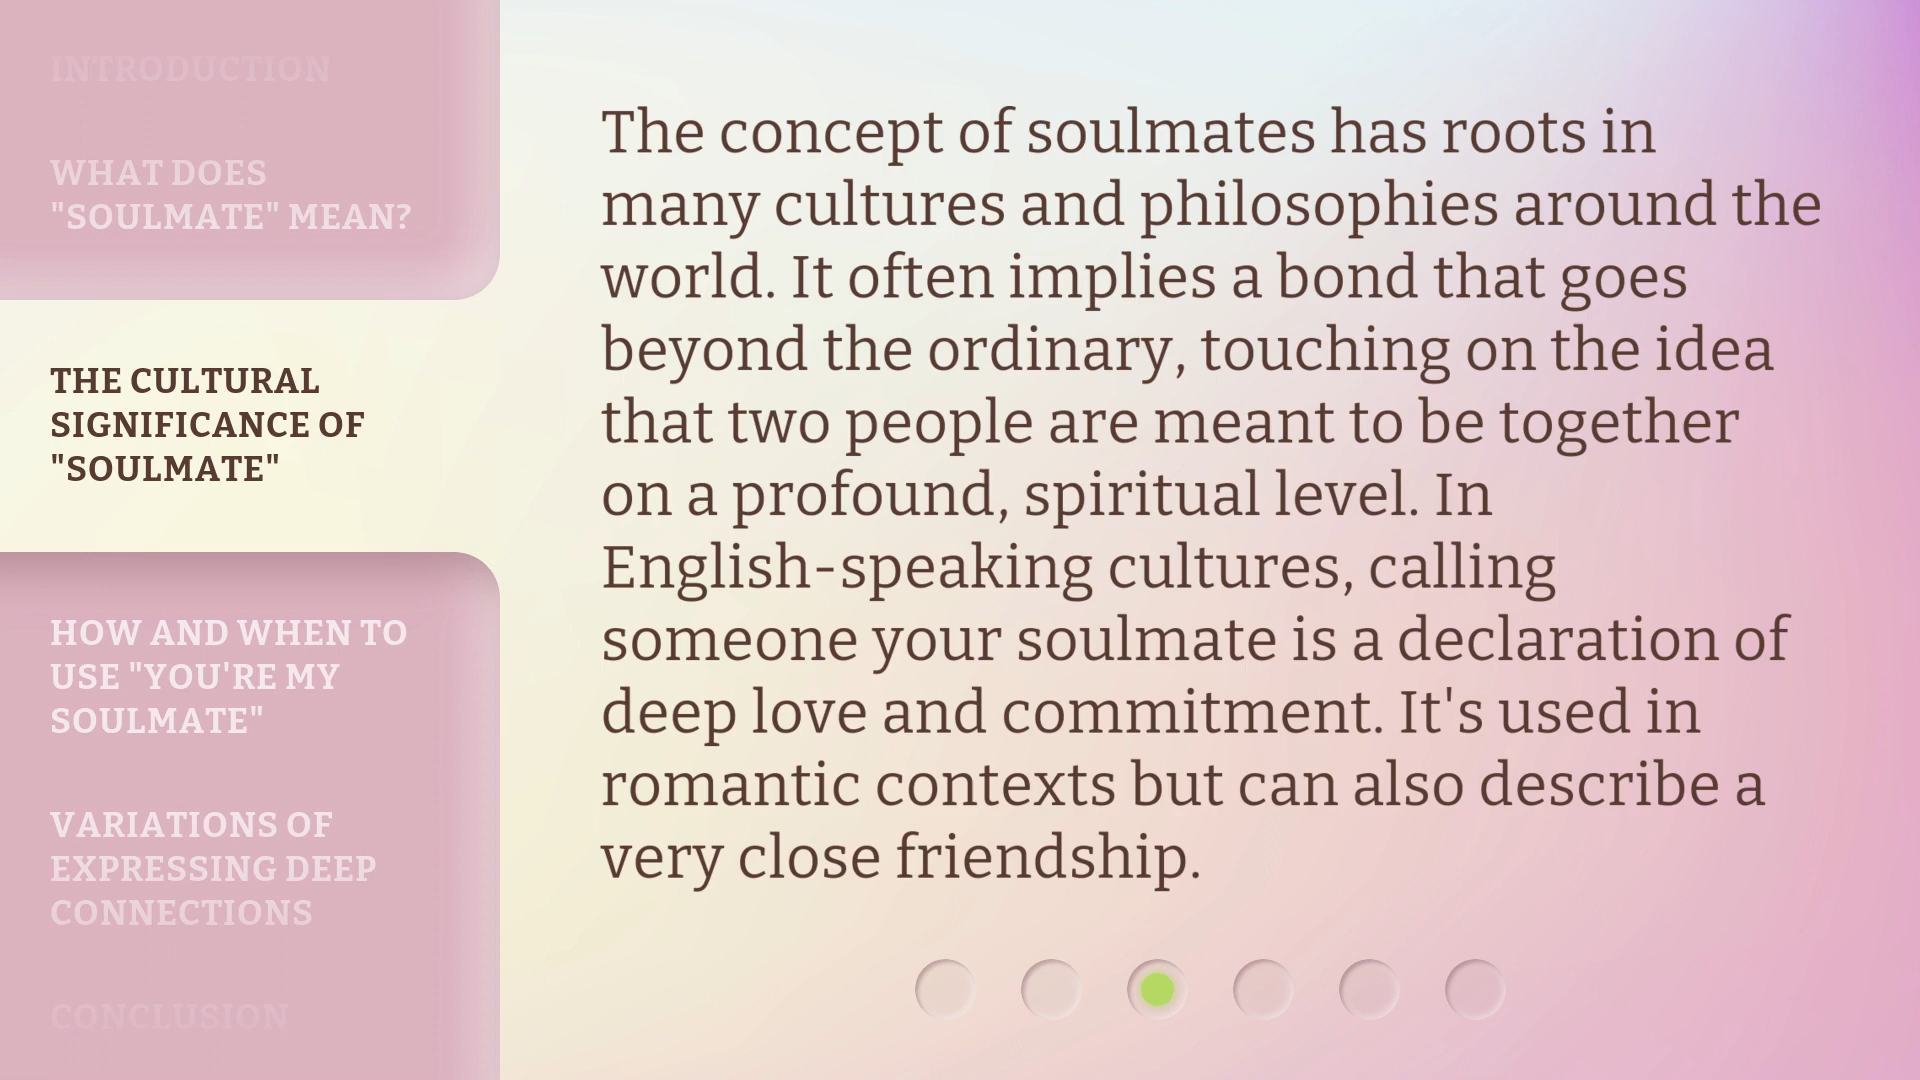 INTRODUCTION
WHAT DOES
"SOULMATE" MEAN?
THE CULTURAL
SIGNIFICANCE OF
"SOULMATE"
HOW AND WHEN TO
USE "YOU'RE MY
SOULMATE"
VARIATIONS OF
EXPRESSING DEEP
CONNECTIONS
CONCLUSION
The concept of soulmates has roots in
many cultures and philosophies around the
world. It often implies a bond that goes
beyond the ordinary, touching on the idea
that two people are meant to be together
on a profound, spiritual level. In
English-speaking cultures, calling
someone your soulmate is a declaration of
deep love and commitment. It's used in
romantic contexts but can also describe a
very close friendship.